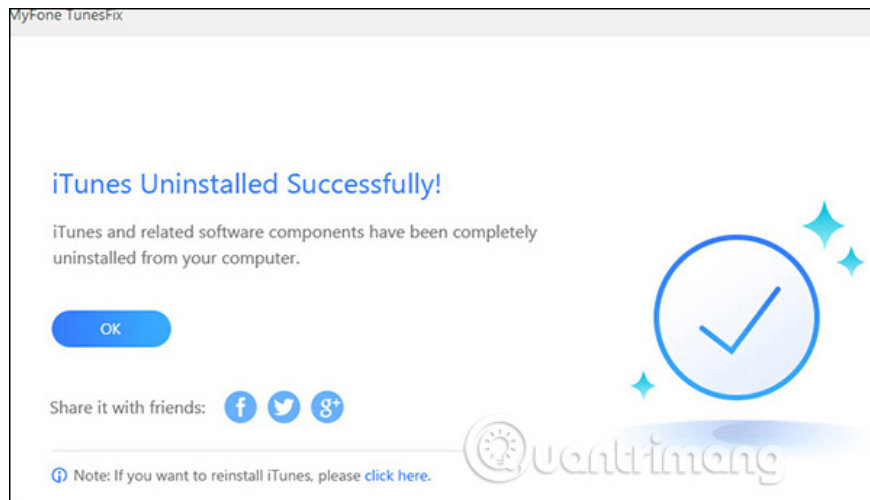 MyFone TunesFix
iTunes Uninstalled Successfully!
iTunes and related software components have been completely
uninstalled from your computer.
OK
Share it with friends: f g+
Note: If you want to reinstall iTunes, please click here.
Quantrimang